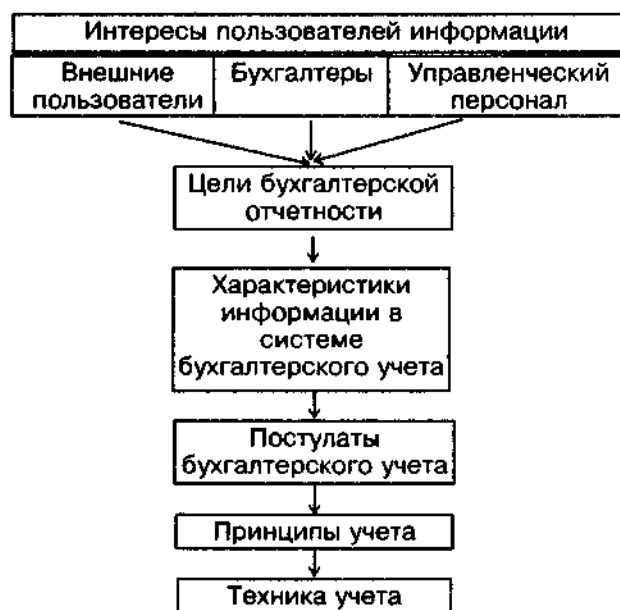 Интересы пользователей информации
Внешние
пользователи
Бухгалтеры
Управленческий
персонал
Цели бухгалтерской
отчетности
Характеристики
информации в
системе
бухгалтерского учета
Постулаты
бухгалтерского учета
Принципы учета
Техника учета